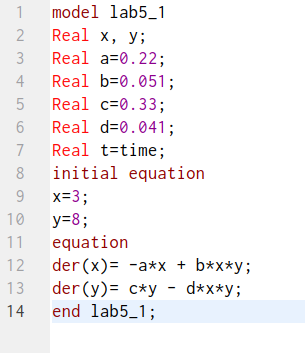 1 model lab5_1
2 Real x, y;
3 Real a=0.22;
4 Real b=0.051;
5 Real c=0.33;
6 Real d=0.041;
7 Real t=time;
8 initial equation
9 x=3;
10 y=8;
11 equation
12 der(x)= -a*x + b*x*y;
13 der(y)= c*y - d*x*y;
14 end lab5_1;